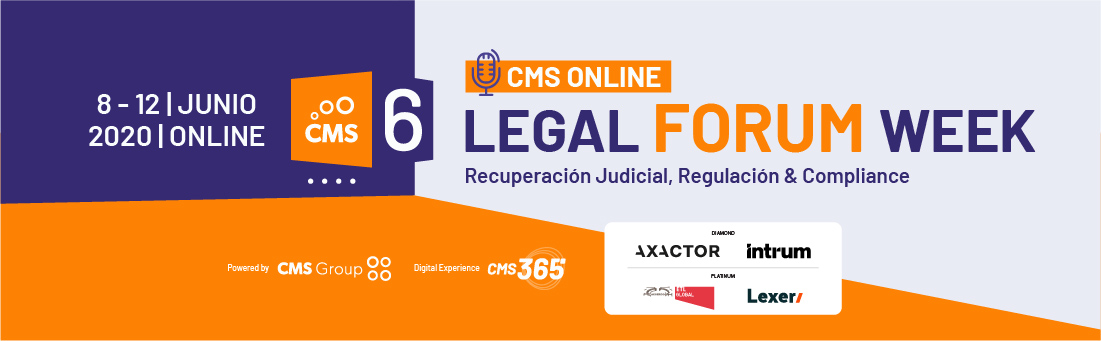 8 - 12 | JUNIO
2020 | ONLINE
CMS
6
CMS ONLINE
LEGAL FORUM WEEK
Recuperación Judicial, Regulación & Compliance
Powered by CMS Group
Digital Experience CMS365
DIAMOND
AXACTOR intrum
PLATINUM
GLOBAL
Lexer/